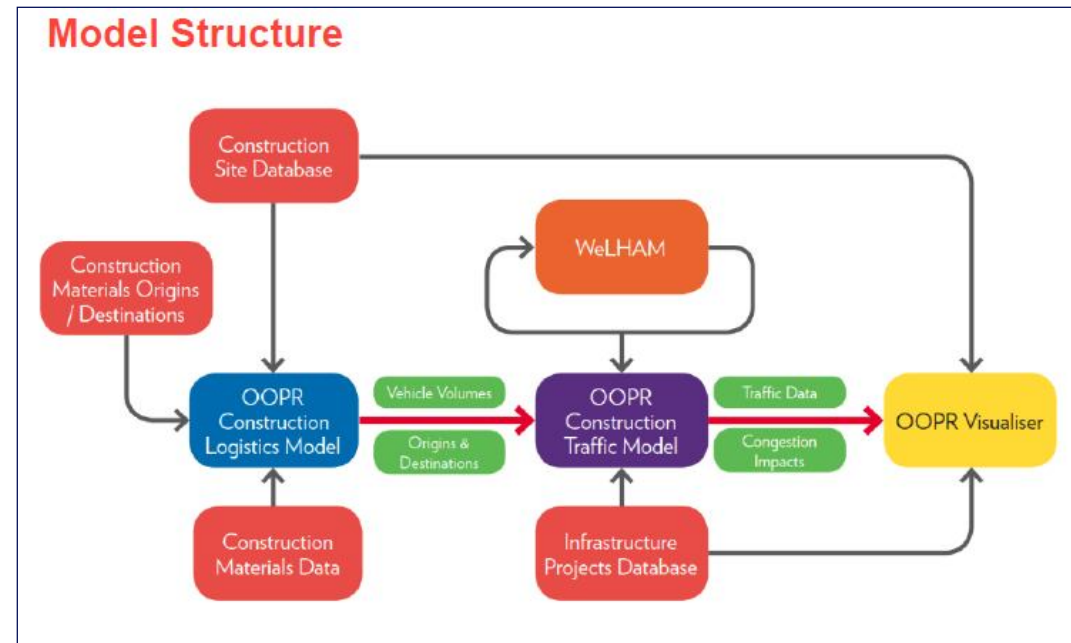 Model Structure
Construction
Site Database
WeLHAM
Construction
Materials Origins
/ Destinations
OOPR
Construction
Logistics Model
Vehicle Volumes
Origins &
Destinations
OOPR
Construction
Traffic Model
Traffic Data
Congestion
Impacts
OOPR Visualiser
Construction
Materials Data
Infrastructure
Projects Database